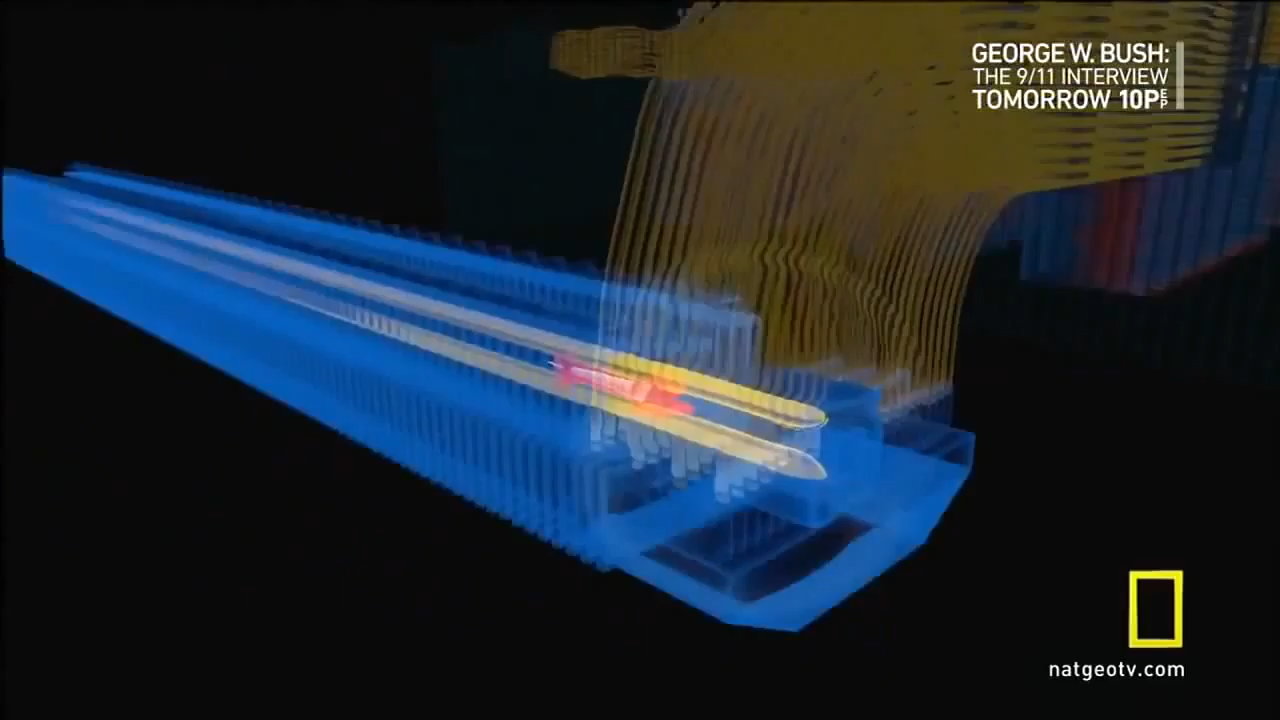 GEORGE W. BUSH:
THE 9/11 INTERVIEW
TOMORROW 10P E P
natgeotv.com